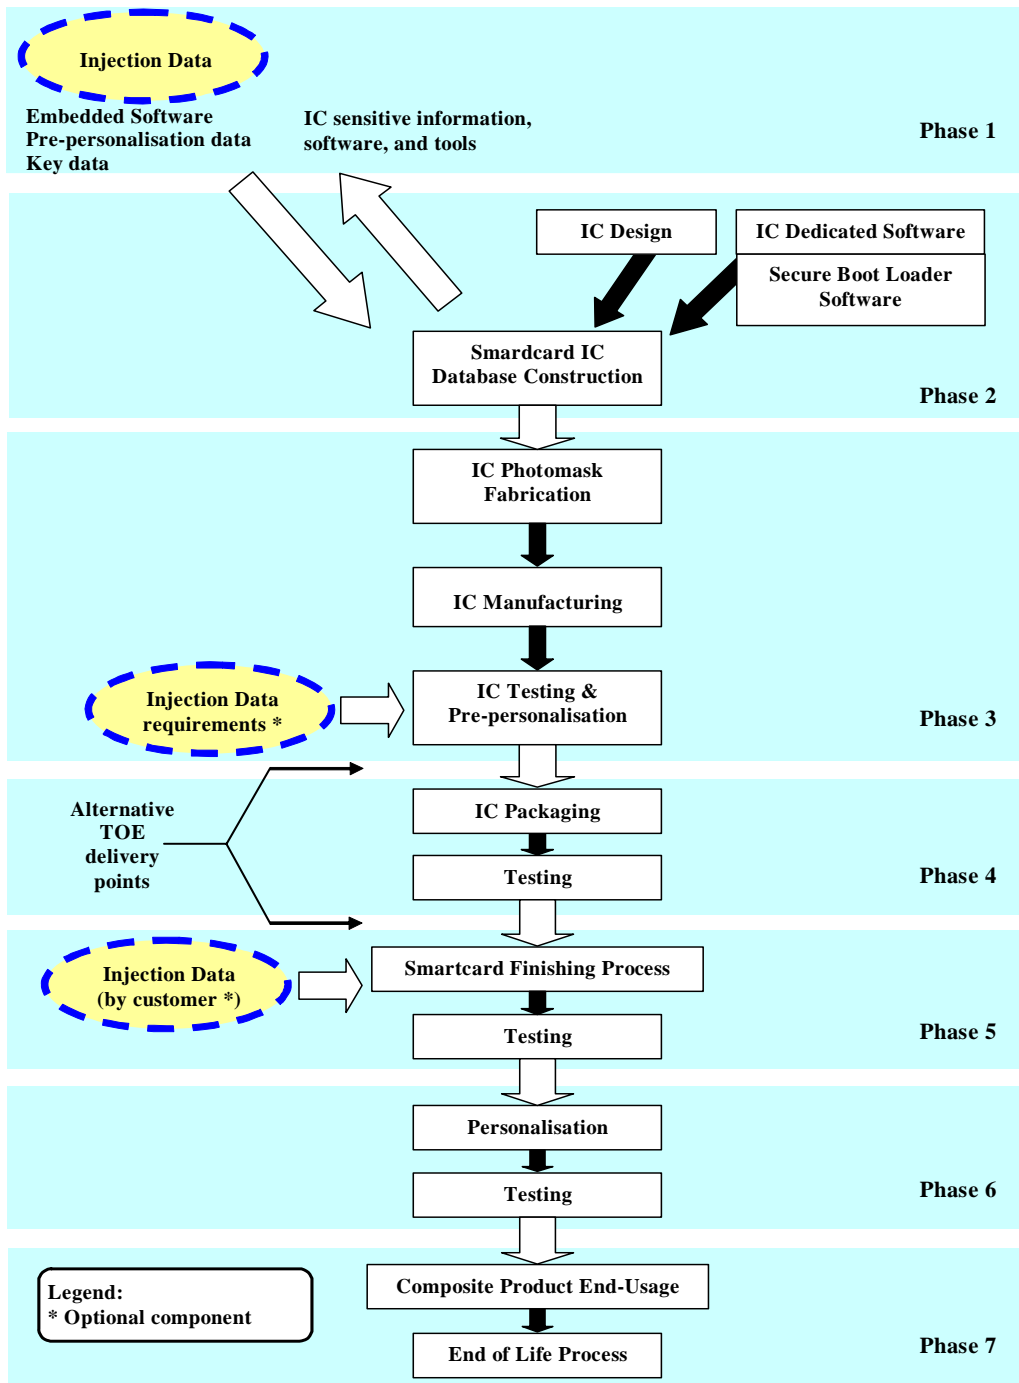 Injection Data
Embedded Software
Pre-personalisation data
Key data
IC sensitive information,
software, and tools
Phase 1
IC Design
IC Dedicated Software
Secure Boot Loader
Software
Smardcard IC
Database Construction
Phase 2
IC Photomask
Fabrication
IC Manufacturing
Injection Data
requirements *
IC Testing &
Pre-personalisation
Phase 3
Alternative
TOE
delivery
points
IC Packaging
Testing
Phase 4
Injection Data
(by customer *)
Smartcard Finishing Process
Testing
Phase 5
Personalisation
Testing
Phase 6
Legend:
* Optional component
Composite Product End-Usage
End of Life Process
Phase 7